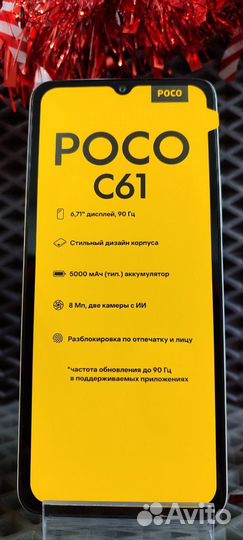 POCO
POCO
C61
6,71" дисплей, 90 Гц
Стильный дизайн корпуса
5000 мАч (тип.) аккумулятор
8 Мп, две камеры с ИИ
Разблокировка по отпечатку и лицу
*частота обновления до 90 Гц
в поддерживаемых приложениях
Avito